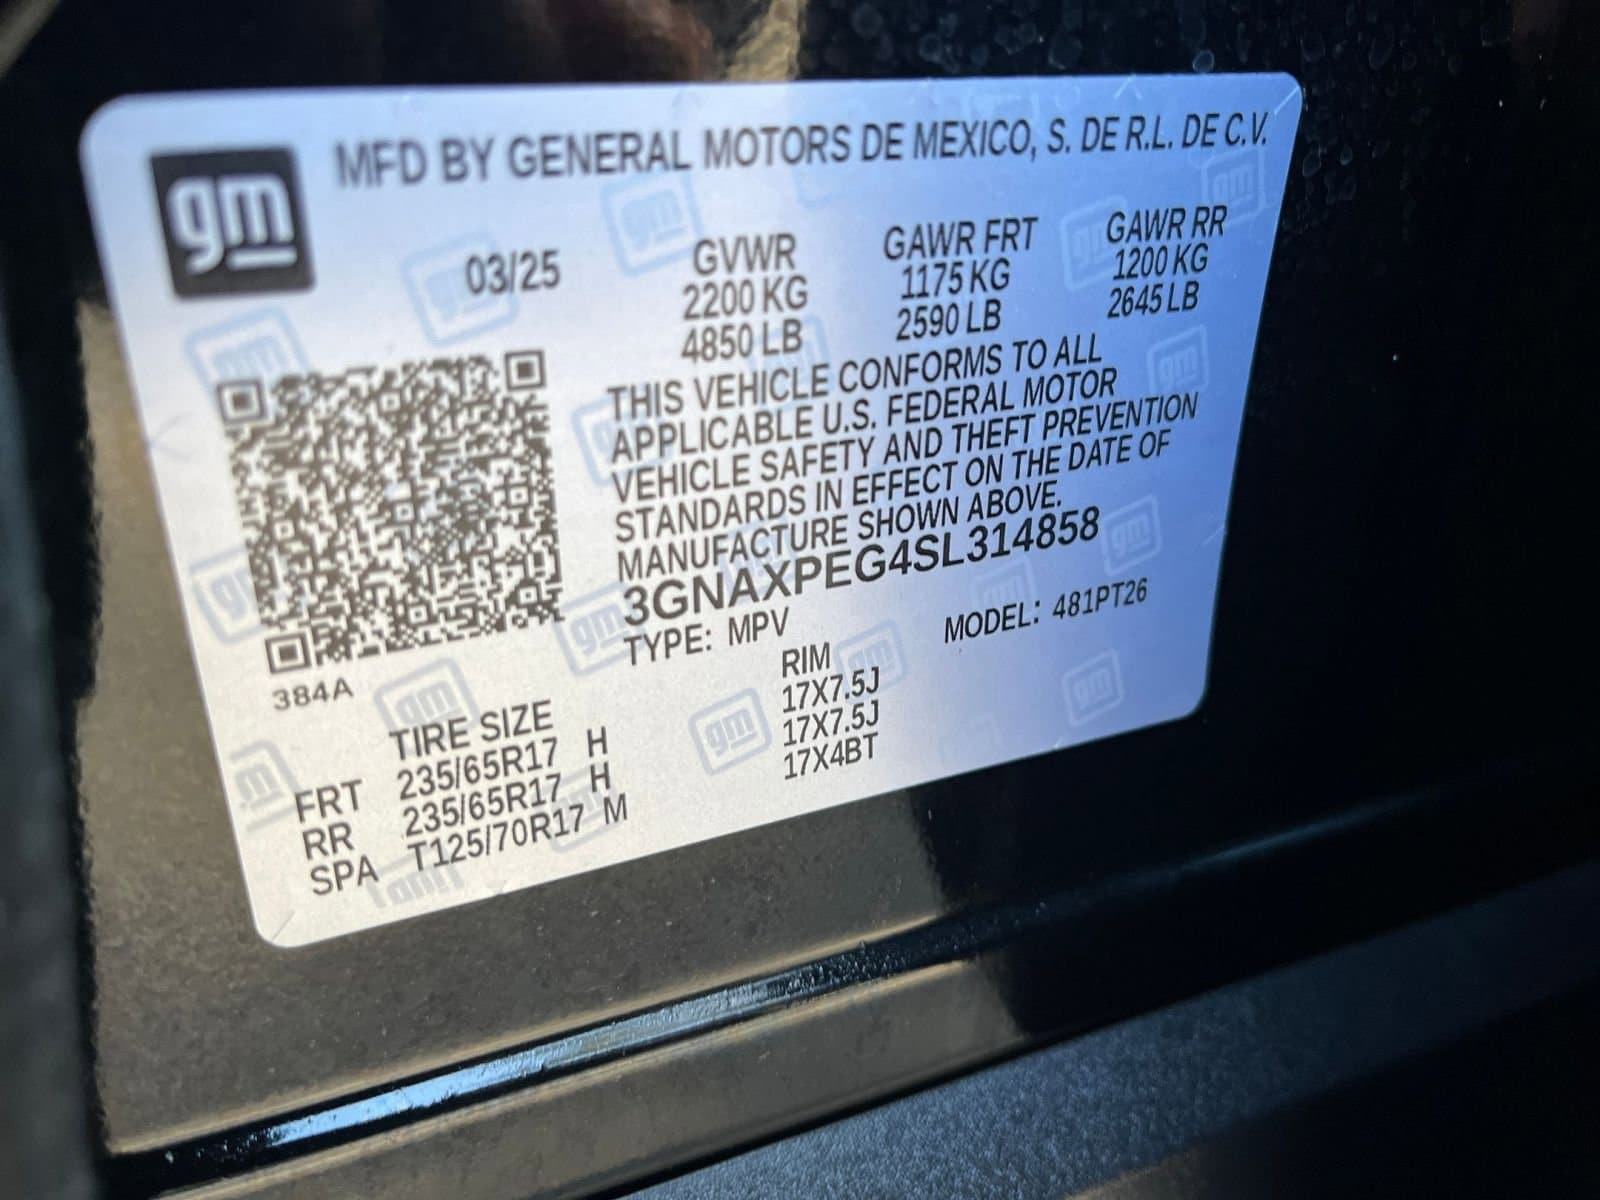 gm
MFD BY GENERAL MOTORS DE MEXICO, S. DE R.L. DE C.V.
03/25
GVWR
2200 KG
4850 LB
GAWR FRT
1175 KG
2590 LB
GAWR RR
1200 KG
2645 LB
THIS VEHICLE CONFORMS TO ALL
APPLICABLE U.S. FEDERAL MOTOR
VEHICLE SAFETY AND THEFT PREVENTION
STANDARDS IN EFFECT ON THE DATE OF
MANUFACTURE SHOWN ABOVE.
3GNAXPEG4SL314858
TYPE: MPV MODEL: 481PT26
384A
TIRE SIZE RIM
FRT 235/65R17 H 17X7.5J
RR 235/65R17 H 17X7.5J
SPA T125/70R17 M 17X4BT